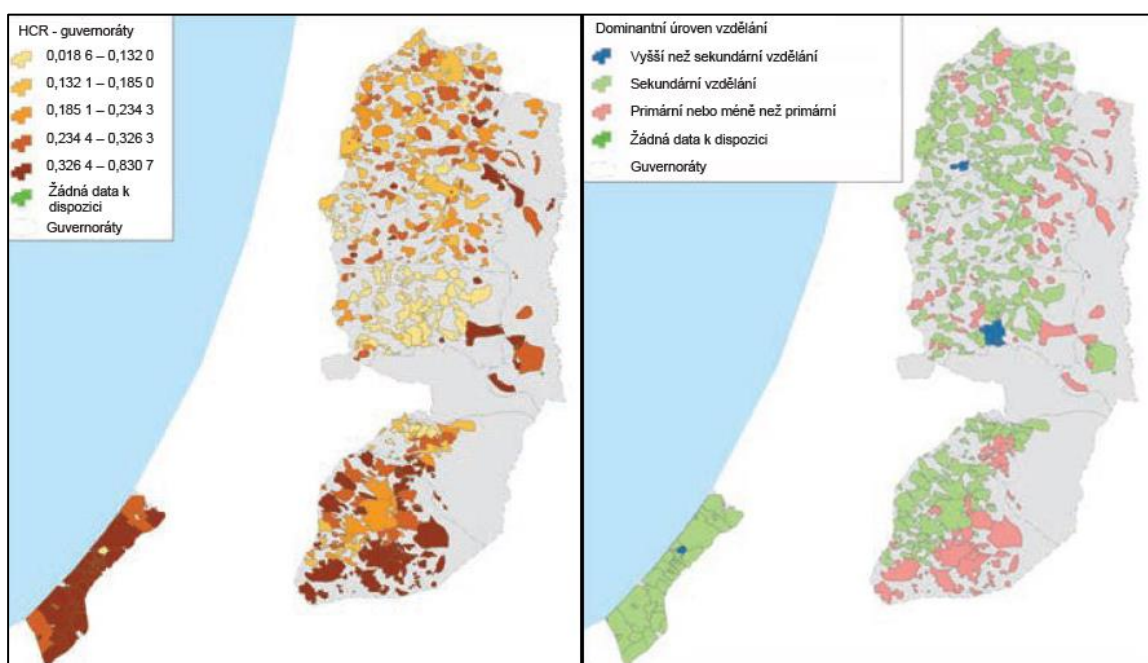 HCR - guvernoráty
0,018 6 – 0,132 0
0,132 1 – 0,185 0
0,185 1 – 0,234 3
0,234 4 – 0,326 3
0,326 4 – 0,830 7
Žádná data k
dispozici
Guvernoráty
Dominantní úroven vzdělání
Vyšší než sekundární vzdělání
Sekundární vzdělání
Primární nebo méně než primární
Žádná data k dispozici
Guvernoráty